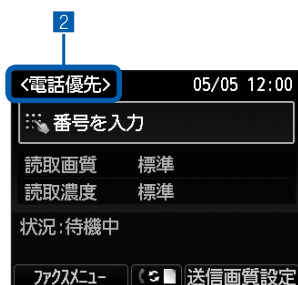 2
<電話優先> 05/05 12:00
番号を入力
読取画質 標準
読取濃度 標準
状況:待機中
ファクスメニュー 送信画質設定